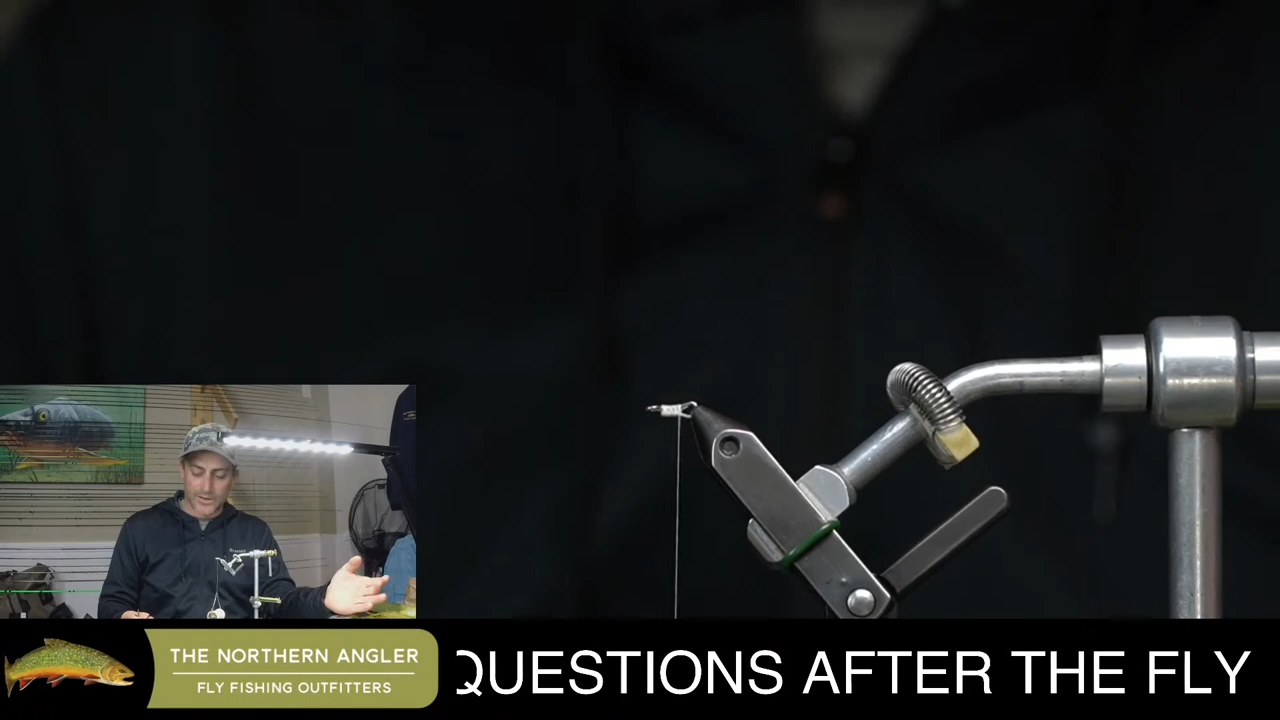 THE NORTHERN ANGLER
FLY FISHING OUTFITTERS
QUESTIONS AFTER THE FLY